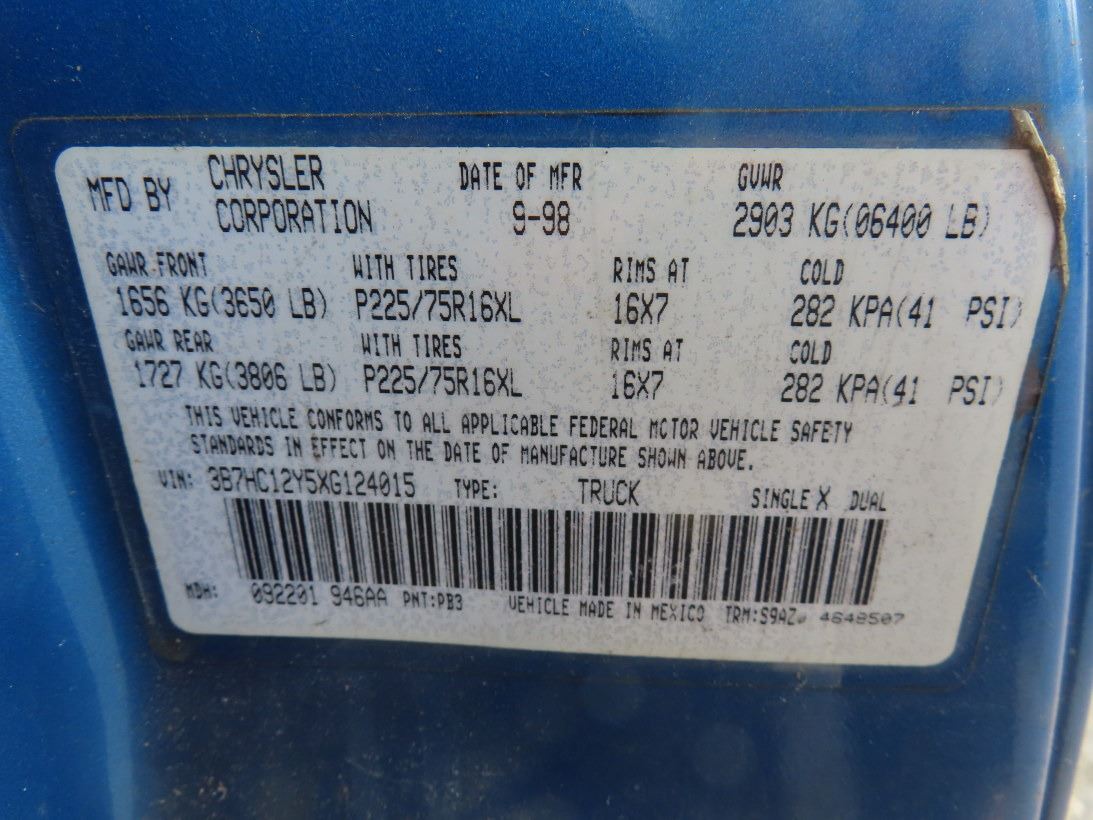 MFD BY CHRYSLER CORPORATION DATE OF MFR 9-98 GVWR 2903 KG(06400 LB)
GAWR FRONT WITH TIRES RIMS AT COLD
1656 KG(3650 LB) P225/75R16XL 16X7 282 KPA(41 PSI)
GAWR REAR WITH TIRES RIMS AT COLD
1727 KG(3806 LB) P225/75R16XL 16X7 282 KPA(41 PSI)
THIS VEHICLE CONFORMS TO ALL APPLICABLE FEDERAL MOTOR VEHICLE SAFETY
STANDARDS IN EFFECT ON THE DATE OF MANUFACTURE SHOWN ABOVE.
VIN: 3B7HC12Y5XG124015 TYPE: TRUCK SINGLE X DUAL
MDH: 092201 946AA PNT:PB3 VEHICLE MADE IN MEXICO TRM:S9AZ 4648507